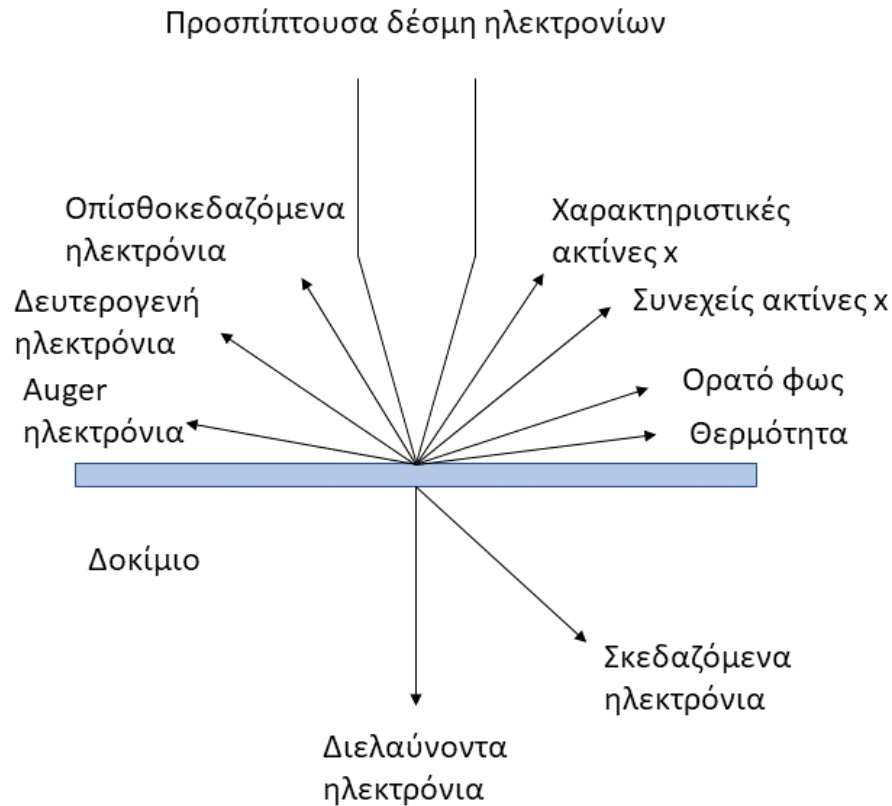 Προσπίπτουσα δέσμη ηλεκτρονίων
Οπίσθοκεδαζόμενα
ηλεκτρόνια
Χαρακτηριστικές
ακτίνες x
Δευτερογενή
ηλεκτρόνια
Συνεχείς ακτίνες x
Auger
ηλεκτρόνια
Ορατό φως
Θερμότητα
Δοκίμιο
Σκεδαζόμενα
ηλεκτρόνια
Διελαύνοντα
ηλεκτρόνια